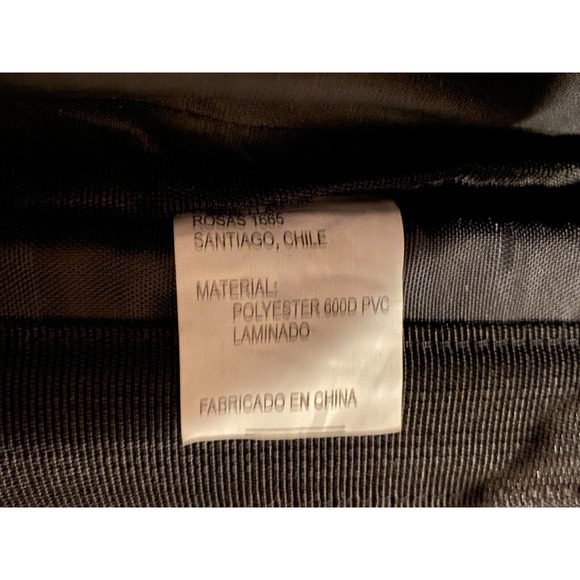 ROSAS 1665
SANTIAGO, CHILE
MATERIAL:
POLYESTER 600D PVC
LAMINADO
FABRICADO EN CHINA